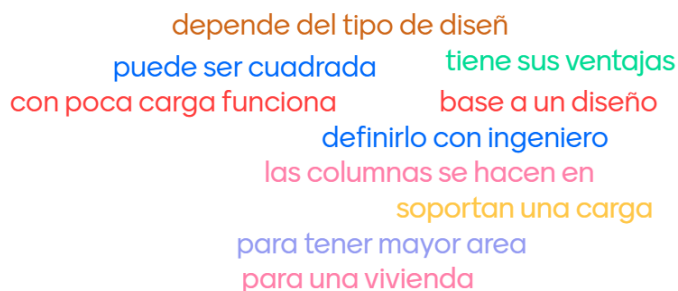 depende del tipo de diseñ
puede ser cuadrada
tiene sus ventajas
con poca carga funciona
base a un diseño
definirlo con ingeniero
las columnas se hacen en
soportan una carga
para tener mayor area
para una vivienda